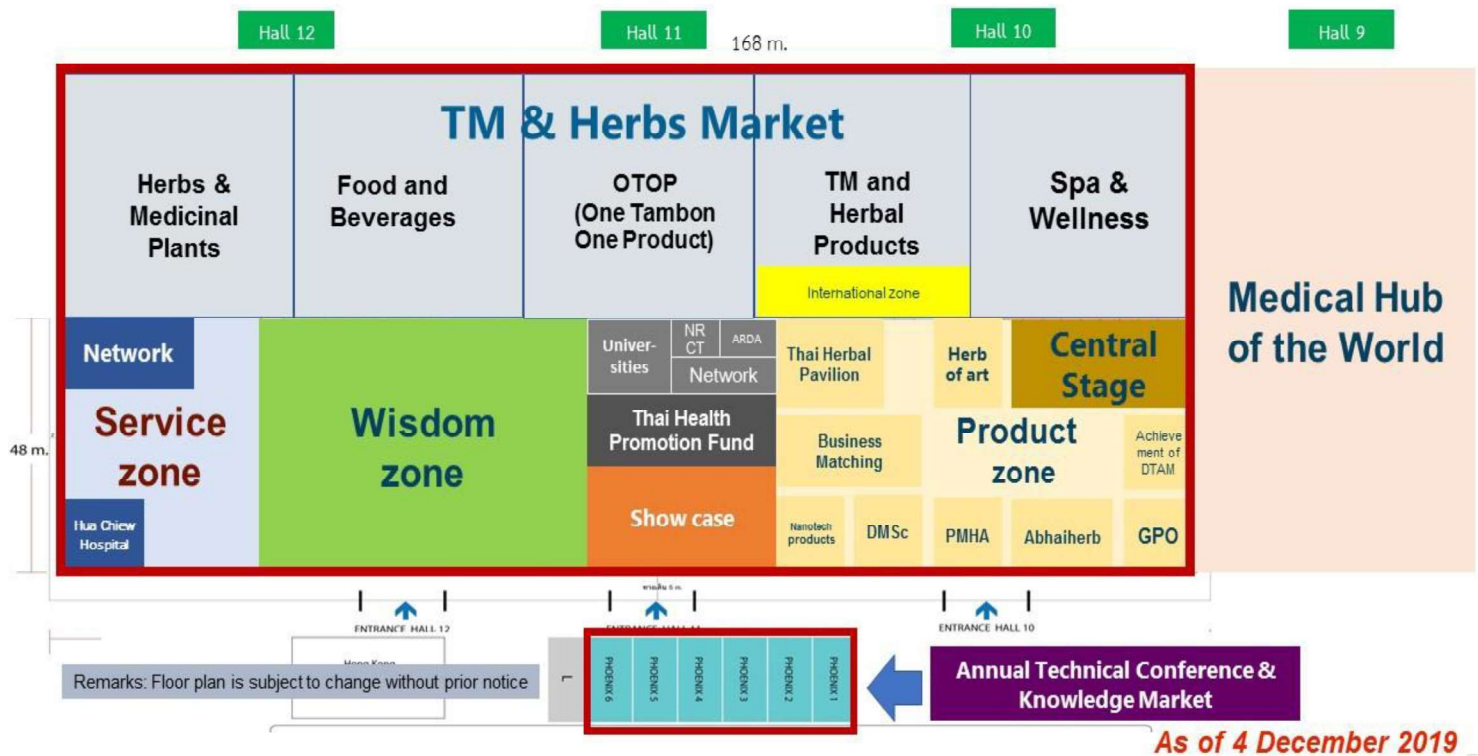 Hall 12
Hall 11
Hall 10
Hall 9
168 m.
TM & Herbs Market
Herbs &
Medicinal
Plants
Food and
Beverages
OTOP
(One Tambon
One Product)
TM and
Herbal
Products
Spa &
Wellness
International zone
Medical Hub
of the World
48 m.
Network
Service
zone
Hua Chiew
Hospital
Wisdom
zone
Univer-
sities
NR
CT
ARDA
Network
Thai Health
Promotion Fund
Show case
Thai Herbal
Pavilion
Herb
of art
Central
Stage
Business
Matching
Product
zone
Achieve
ment of
DTAM
Nanotech
products
DMSc
PMHA
Abhaiherb
GPO
ENTRANCE HALL 12
ENTRANCE HALL 11
ENTRANCE HALL 10
Remarks: Floor plan is subject to change without prior notice
PHOENIX 6
PHOENIX 5
PHOENIX 4
PHOENIX 3
PHOENIX 2
PHOENIX 1
Annual Technical Conference &
Knowledge Market
As of 4 December 2019